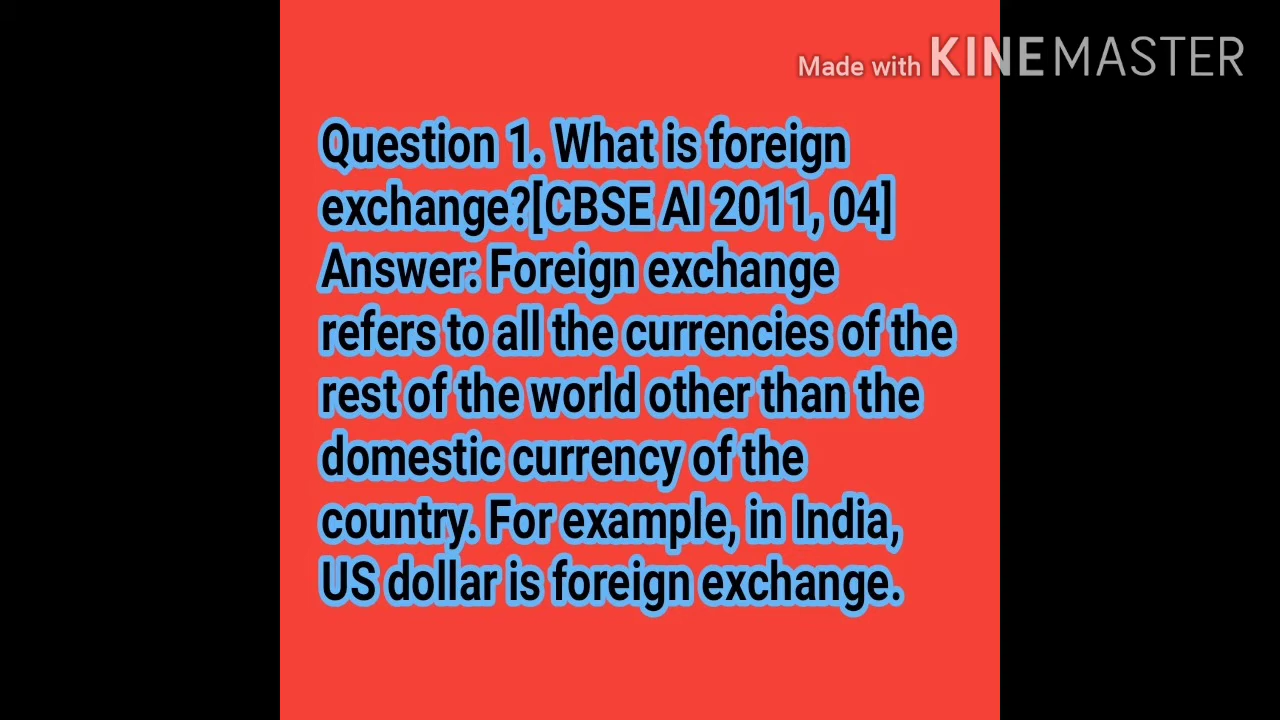 Made with KINEMASTER
Question 1. What is foreign
exchange?[CBSE AI 2011, 04]
Answer: Foreign exchange
refers to all the currencies of the
rest of the world other than the
domestic currency of the
country. For example, in India,
US dollar is foreign exchange.